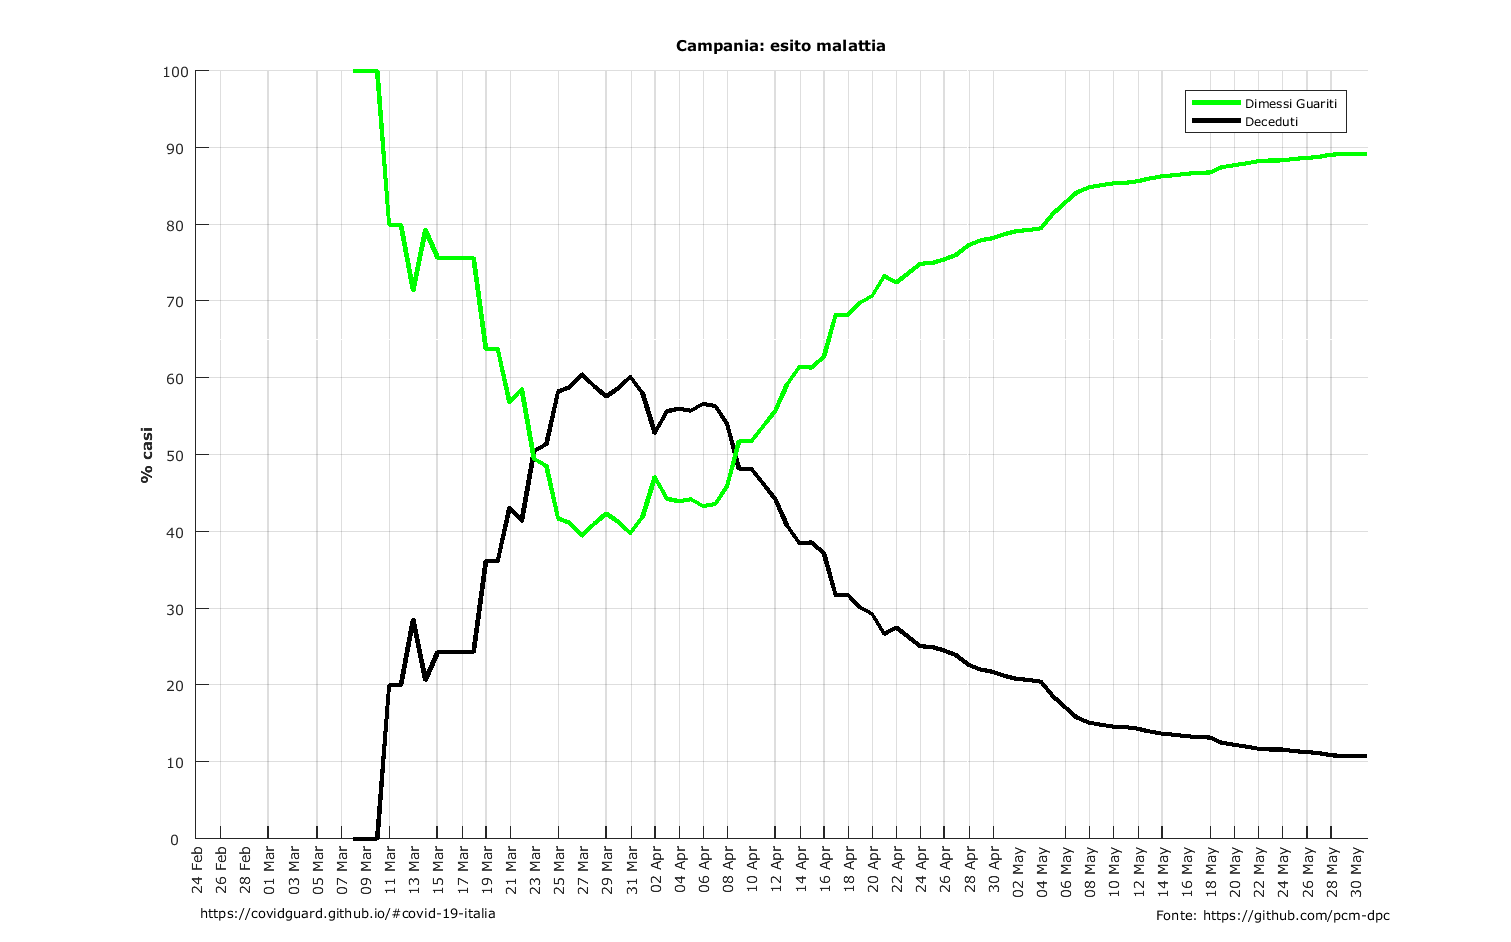 Campania: esito malattia
100
90
80
70
60
50
40
30
20
10
0
% casi
Dimessi Guariti
Deceduti
24 Feb
26 Feb
28 Feb
01 Mar
03 Mar
05 Mar
07 Mar
09 Mar
11 Mar
13 Mar
15 Mar
17 Mar
19 Mar
21 Mar
23 Mar
25 Mar
27 Mar
29 Mar
31 Mar
02 Apr
04 Apr
06 Apr
08 Apr
10 Apr
12 Apr
14 Apr
16 Apr
18 Apr
20 Apr
22 Apr
24 Apr
26 Apr
28 Apr
30 Apr
02 May
04 May
06 May
08 May
10 May
12 May
14 May
16 May
18 May
20 May
22 May
24 May
26 May
28 May
30 May
https://covidguard.github.io/#covid-19-italia
Fonte: https://github.com/pcm-dpc